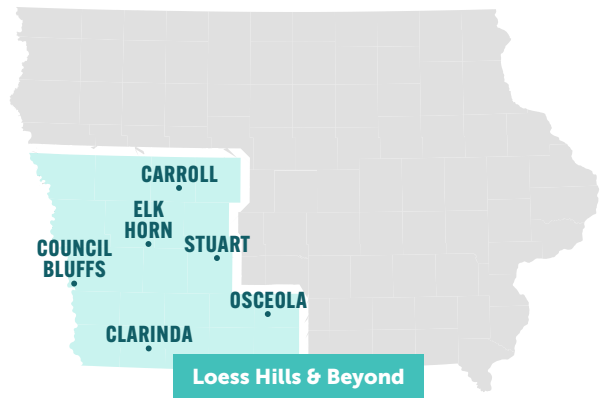 CARROLL
ELK
HORN
STUART
COUNCIL
BLUFFS
OSCEOLA
CLARINDA
Loess Hills & Beyond